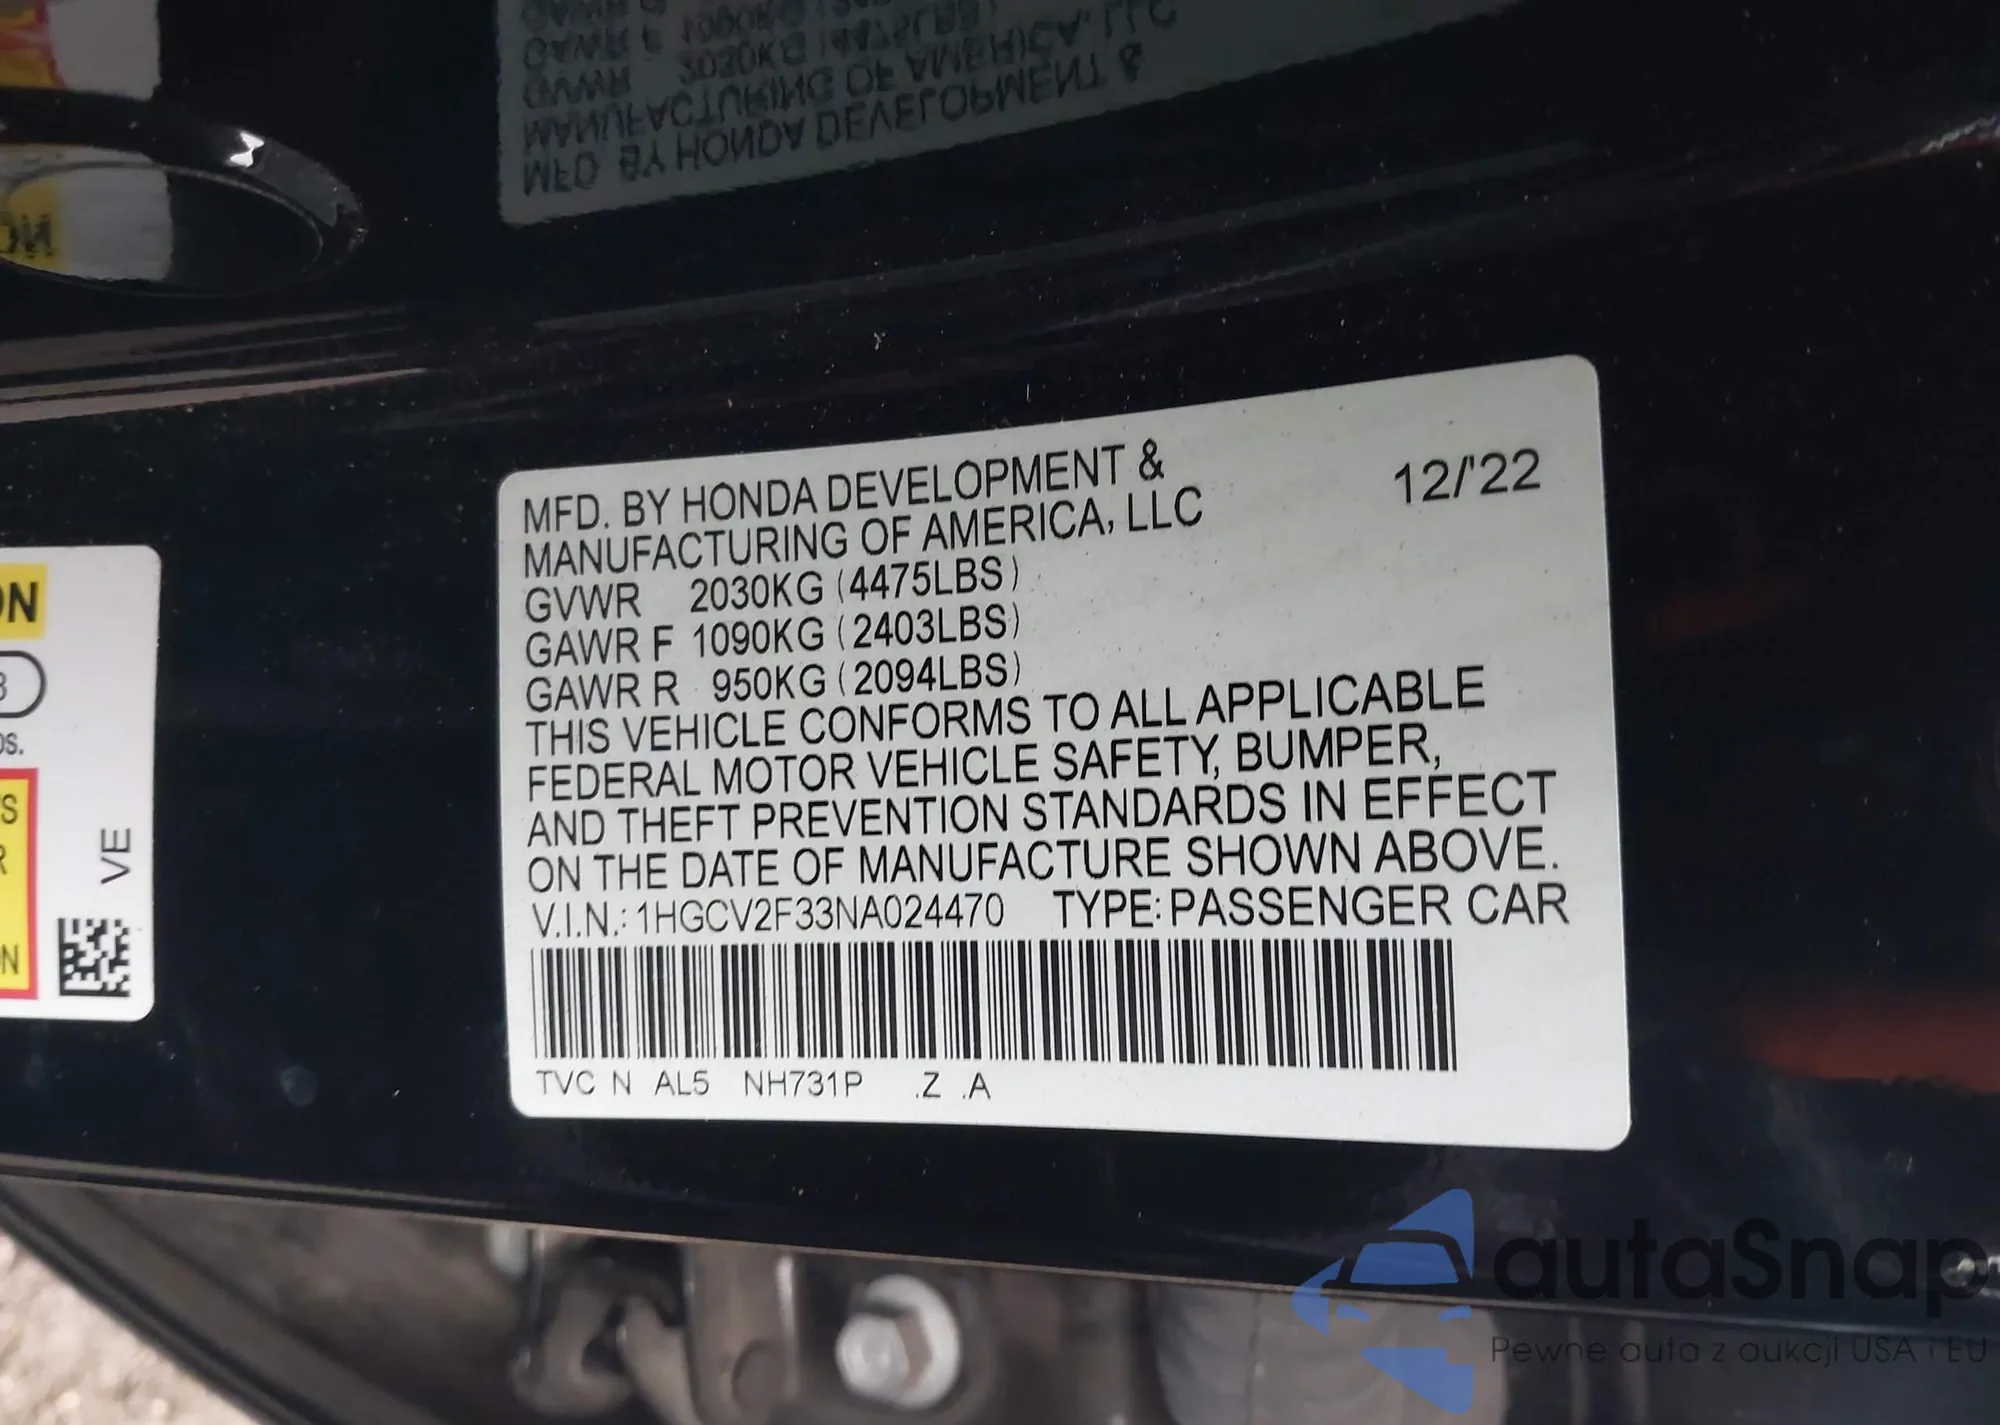 MFD. BY HONDA DEVELOPMENT &
MANUFACTURING OF AMERICA, LLC
12/'22
GVWR 2030KG (4475LBS)
GAWR F 1090KG (2403LBS)
GAWR R 950KG (2094LBS)
THIS VEHICLE CONFORMS TO ALL APPLICABLE
FEDERAL MOTOR VEHICLE SAFETY, BUMPER,
AND THEFT PREVENTION STANDARDS IN EFFECT
ON THE DATE OF MANUFACTURE SHOWN ABOVE.
V.I.N.: 1HGCV2F33NA024470 TYPE: PASSENGER CAR
TVC N AL5 NH731P .Z .A
VE
autaSnap
Pewne auta z aukcji USA i EU